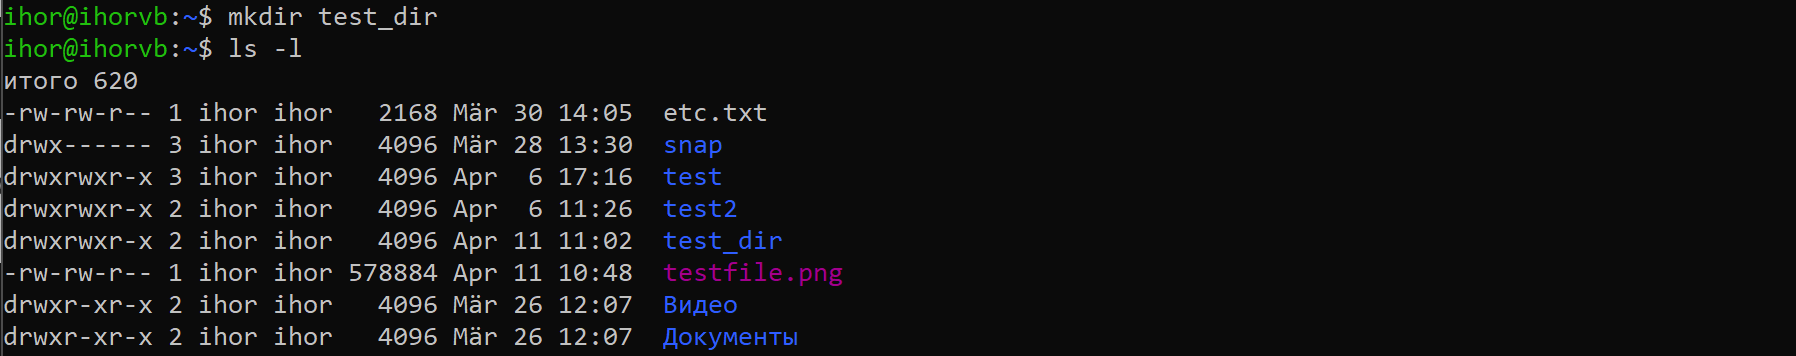 ihor@ihorvb:~$ mkdir test_dir
ihor@ihorvb:~$ ls -l
итого 620
-rw-rw-r-- 1 ihor ihor   2168 Mär 30 14:05  etc.txt
drwx------ 3 ihor ihor   4096 Mär 28 13:30  snap
drwxrwxr-x 3 ihor ihor   4096 Apr  6 17:16  test
drwxrwxr-x 2 ihor ihor   4096 Apr  6 11:26  test2
drwxrwxr-x 2 ihor ihor   4096 Apr 11 11:02  test_dir
-rw-rw-r-- 1 ihor ihor 578884 Apr 11 10:48  testfile.png
drwxr-xr-x 2 ihor ihor   4096 Mär 26 12:07  Видео
drwxr-xr-x 2 ihor ihor   4096 Mär 26 12:07  Документы